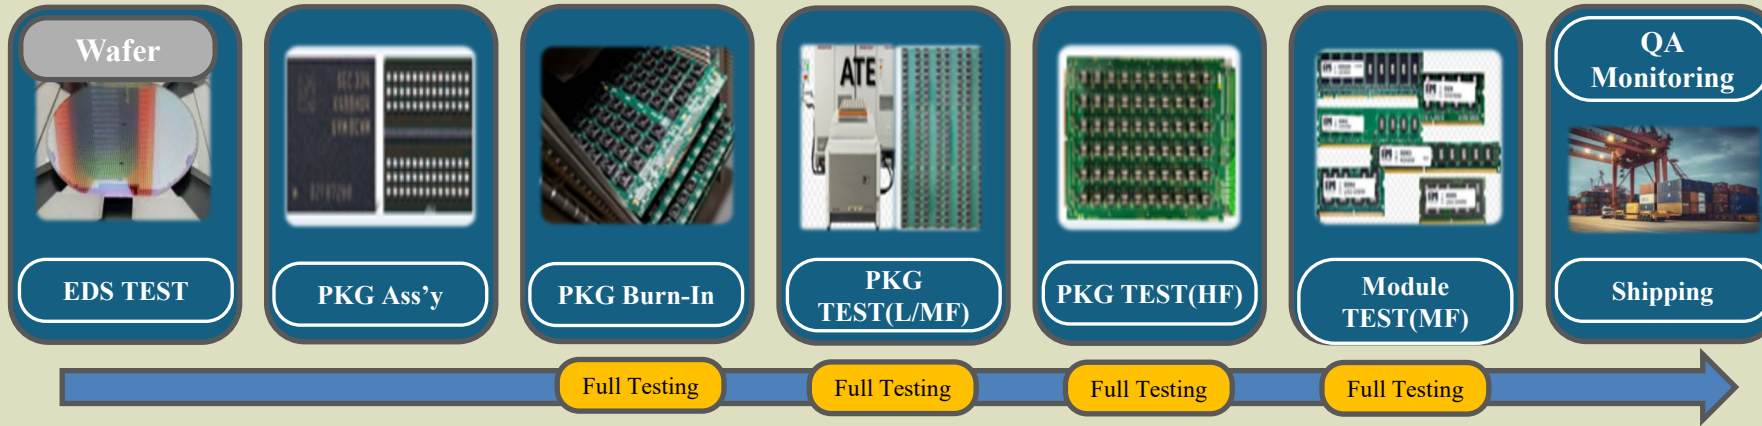 Wafer
EDS TEST
PKG Ass’y
PKG Burn-In
ATE
PKG
TEST(L/MF)
PKG TEST(HF)
Module
TEST(MF)
QA
Monitoring
Shipping
Full Testing
Full Testing
Full Testing
Full Testing